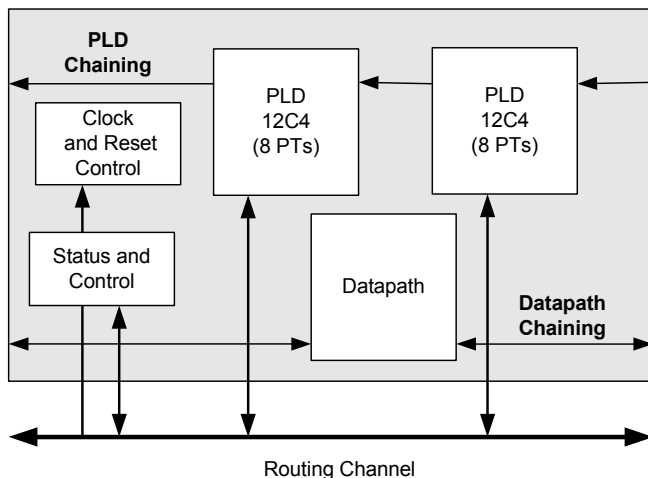 PLD
Chaining
PLD
12C4
(8 PTs)
PLD
12C4
(8 PTs)
Clock
and Reset
Control
Status and
Control
Datapath
Datapath
Chaining
Routing Channel